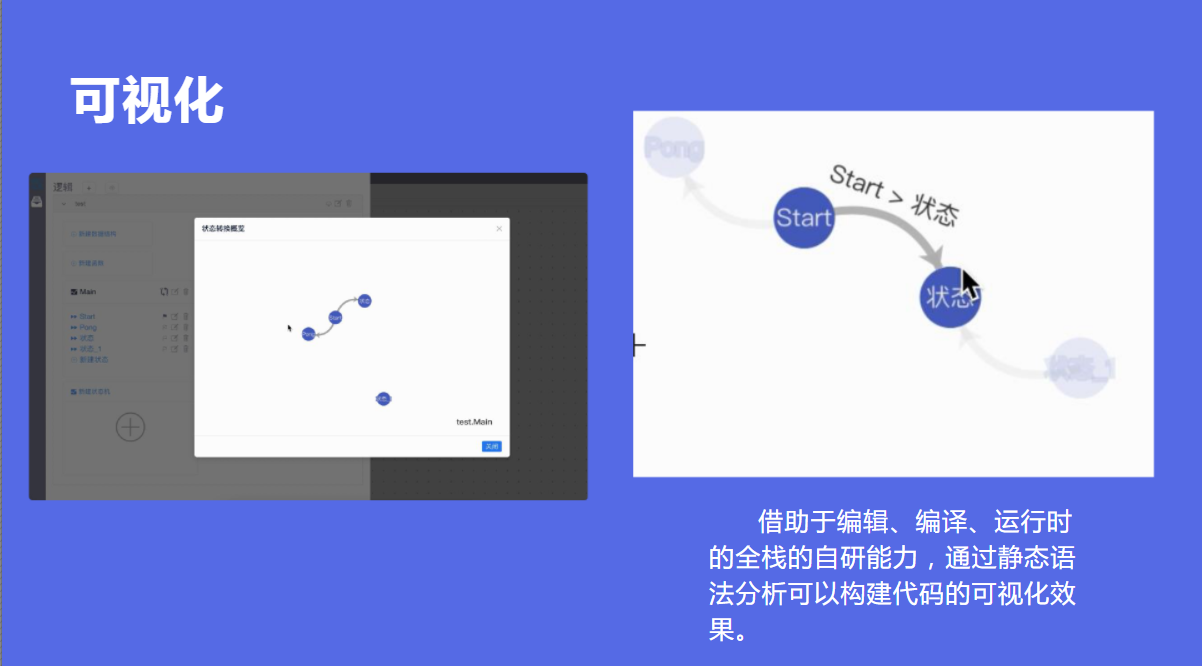 可视化
逻辑
test
新建数据结构
新建函数
Main
Start
Pong
状态
状态_1
新建状态
新建状态机
状态转换概览
状态
Start
Pong
test.Main
关闭
Pong
Start > 状态
Start
状态
状态_1
借助于编辑、编译、运行时
的全栈的自研能力，通过静态语
法分析可以构建代码的可视化效
果。